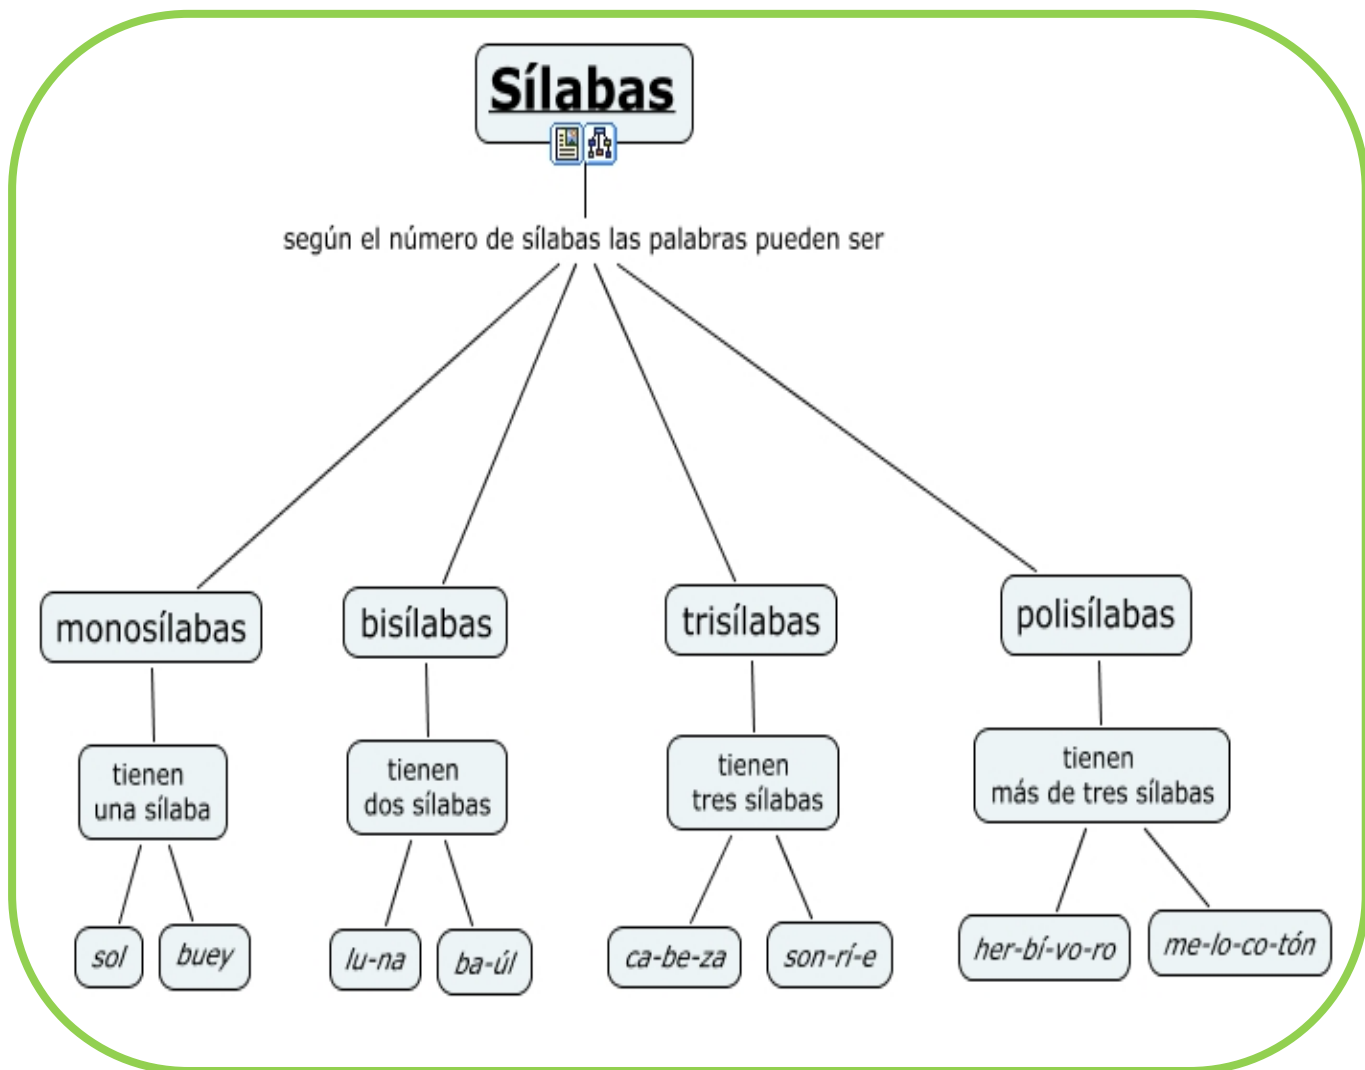 Sílabas
según el número de sílabas las palabras pueden ser
monosílabas
bisílabas
trisílabas
polisílabas
tienen
una sílaba
tienen
dos sílabas
tienen
tres sílabas
tienen
más de tres sílabas
sol
buey
lu-na
ba-úl
ca-be-za
son-rí-e
her-bí-vo-ro
me-lo-co-tón